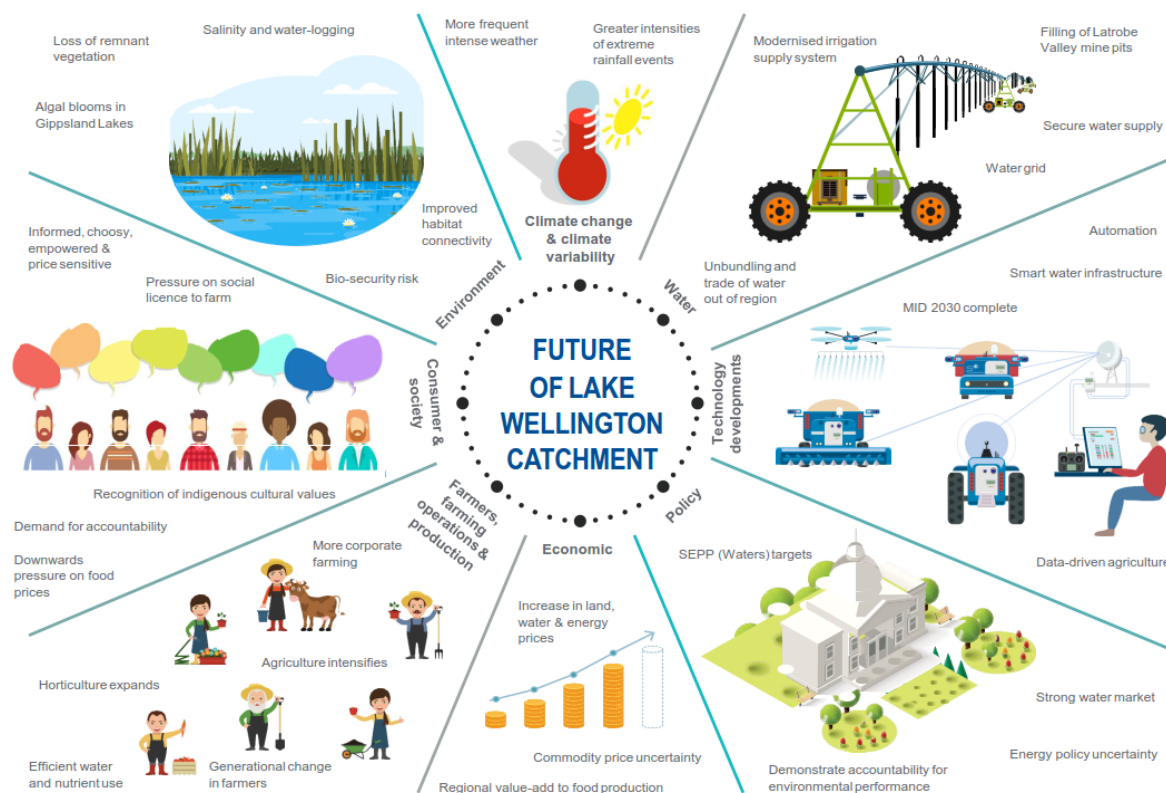 Loss of remnant
vegetation
Salinity and water-logging
Algal blooms in
Gippsland Lakes
Improved
habitat
connectivity
Bio-security risk
Environment
More frequent
intense weather
Greater intensities
of extreme
rainfall events
Climate change
& climate
variability
Modernised irrigation
supply system
Filling of Latrobe
Valley mine pits
Secure water supply
Water grid
Unbundling and
trade of water
out of region
Water
Automation
Smart water infrastructure
MID 2030 complete
Data-driven agriculture
Technology
developments
Informed, choosy,
empowered &
price sensitive
Pressure on social
licence to farm
Recognition of indigenous cultural values
Demand for accountability
Downwards
pressure on food
prices
Consumer &
society
FUTURE
OF LAKE
WELLINGTON
CATCHMENT
Farmers,
farming
operations &
production
More corporate
farming
Agriculture intensifies
Horticulture expands
Efficient water
and nutrient use
Generational change
in farmers
Economic
Increase in land,
water & energy
prices
Commodity price uncertainty
Regional value-add to food production
Policy
SEPP (Waters) targets
Strong water market
Energy policy uncertainty
Demonstrate accountability for
environmental performance